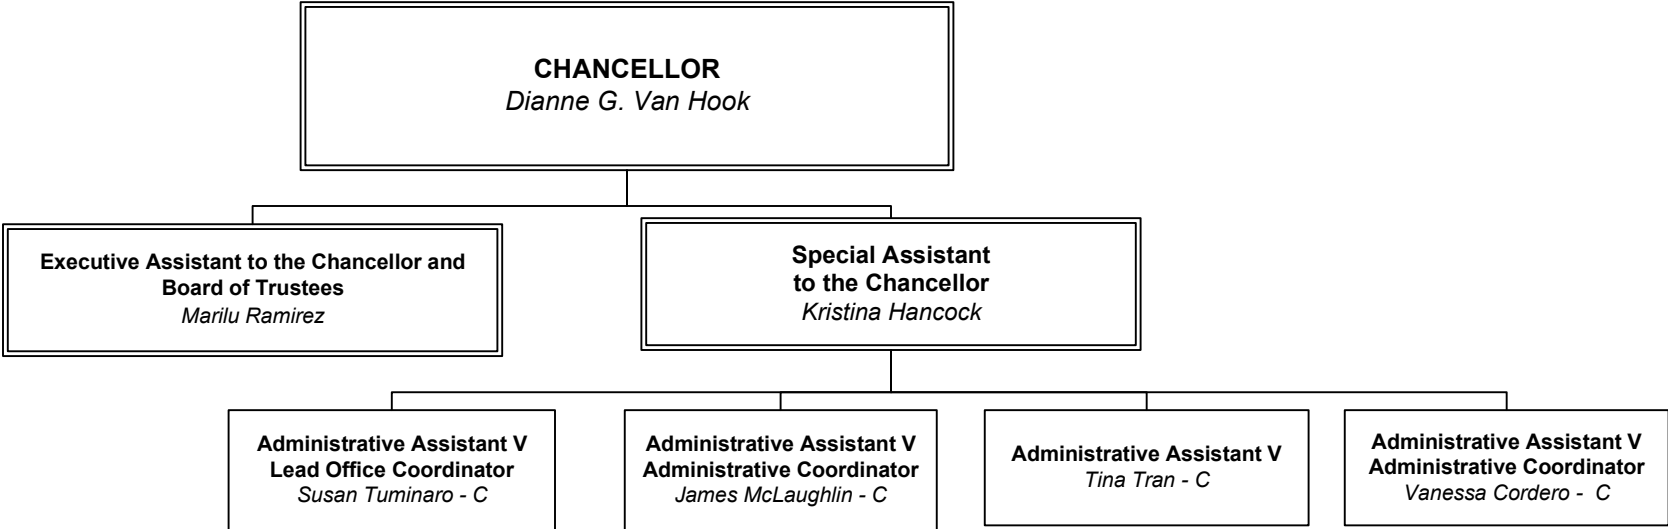 CHANCELLOR
Dianne G. Van Hook
Executive Assistant to the Chancellor and
Board of Trustees
Marilu Ramirez
Special Assistant
to the Chancellor
Kristina Hancock
Administrative Assistant V
Lead Office Coordinator
Susan Tuminaro - C
Administrative Assistant V
Administrative Coordinator
James McLaughlin - C
Administrative Assistant V
Tina Tran - C
Administrative Assistant V
Administrative Coordinator
Vanessa Cordero -  C